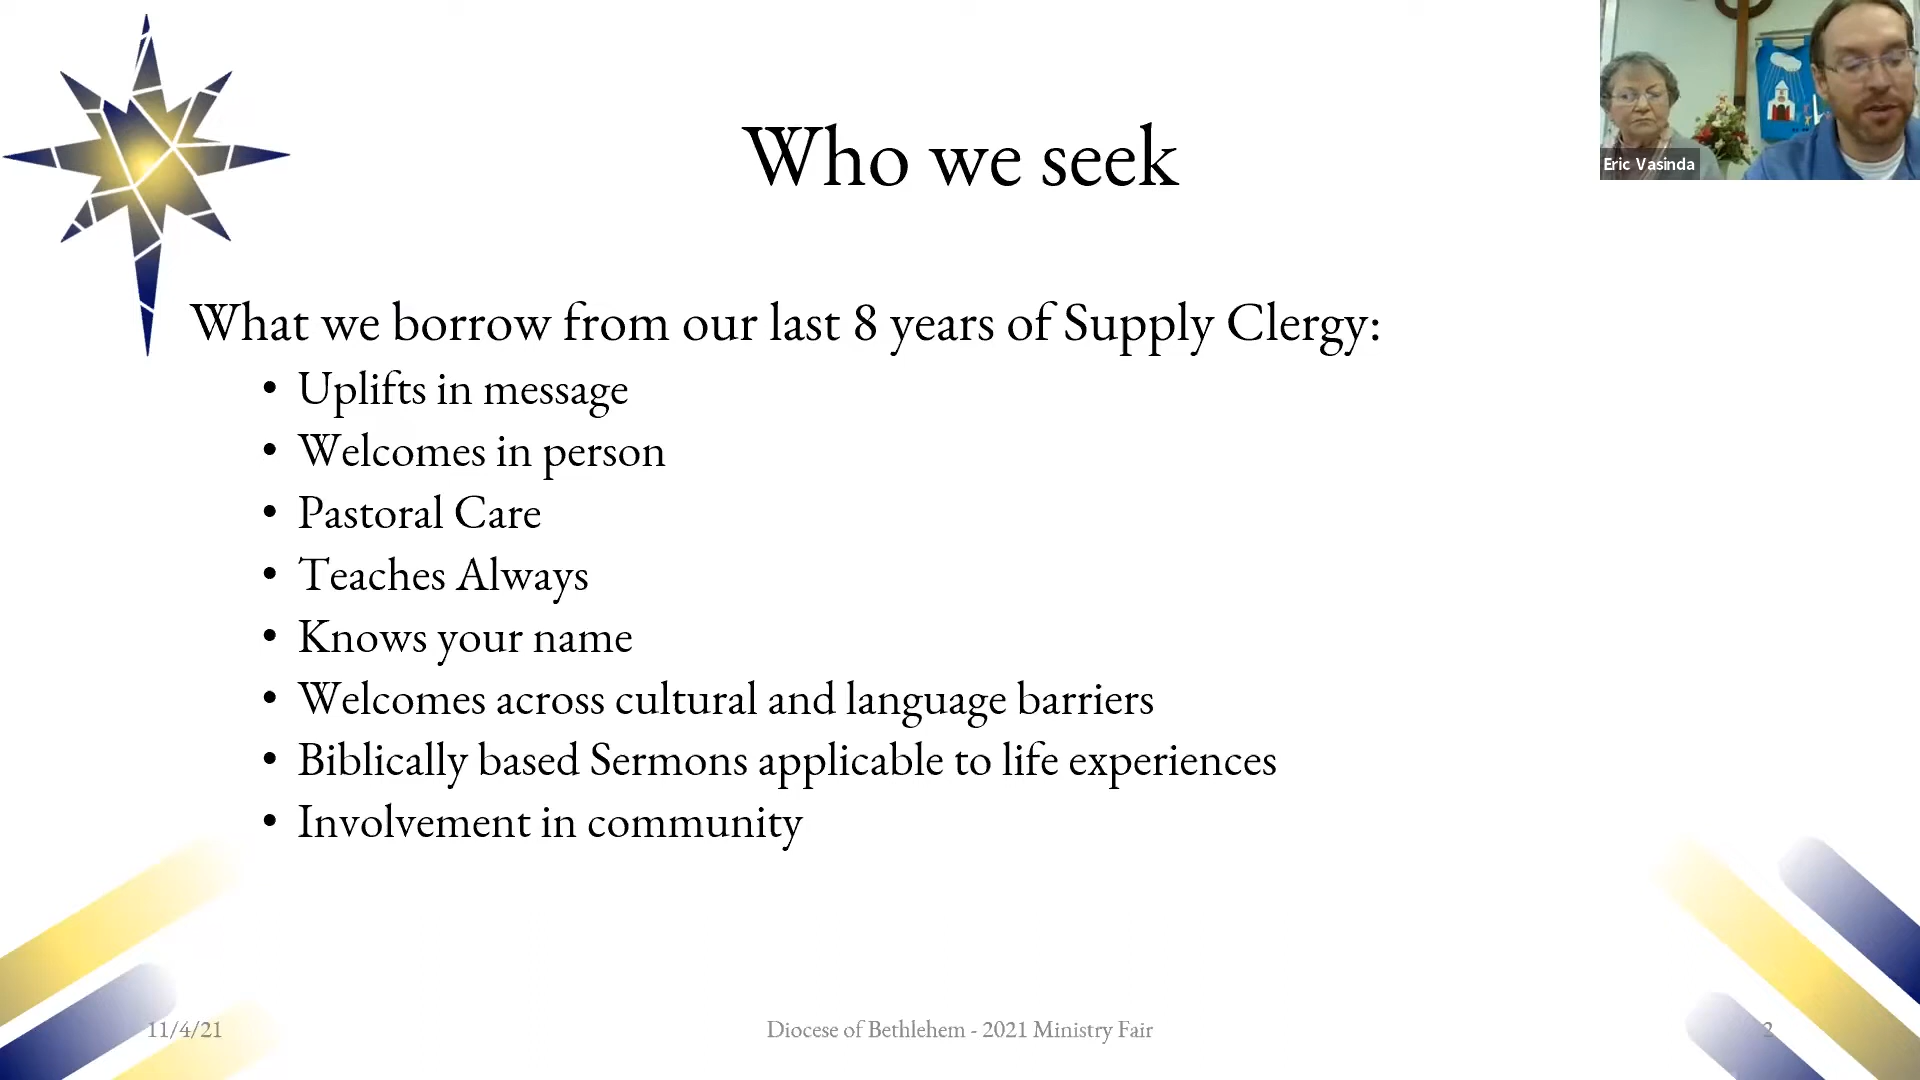 Who we seek
Eric Vasinda
What we borrow from our last 8 years of Supply Clergy:
• Uplifts in message
• Welcomes in person
• Pastoral Care
• Teaches Always
• Knows your name
• Welcomes across cultural and language barriers
• Biblically based Sermons applicable to life experiences
• Involvement in community
11/4/21
Diocese of Bethlehem - 2021 Ministry Fair
2